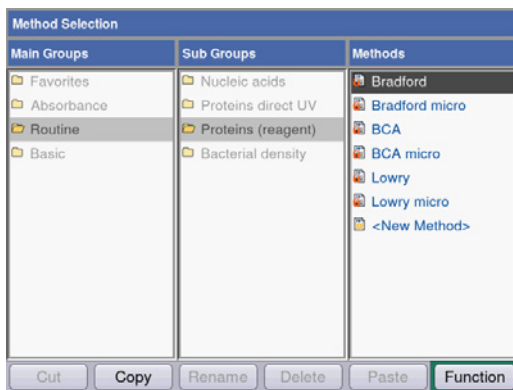 Method Selection
Main Groups
Sub Groups
Methods
Favorites
Absorbance
Routine
Basic
Nucleic acids
Proteins direct UV
Proteins (reagent)
Bacterial density
Bradford
Bradford micro
BCA
BCA micro
Lowry
Lowry micro
<New Method>
Cut
Copy
Rename
Delete
Paste
Function